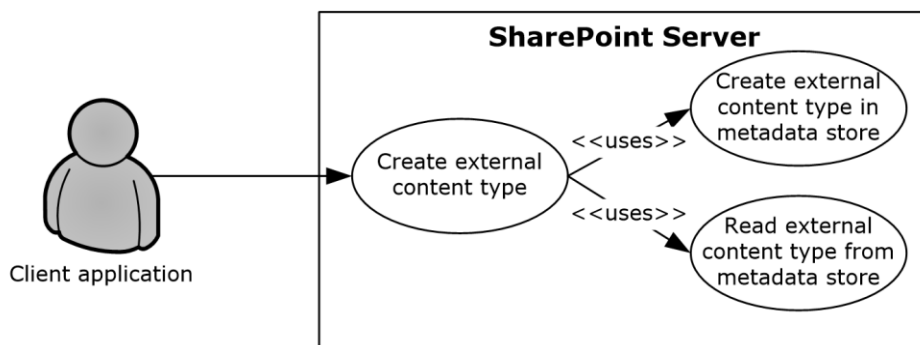 SharePoint Server
Create external
content type in
metadata store
<<uses>>
Create external
content type
<<uses>>
Read external
content type from
metadata store
Client application